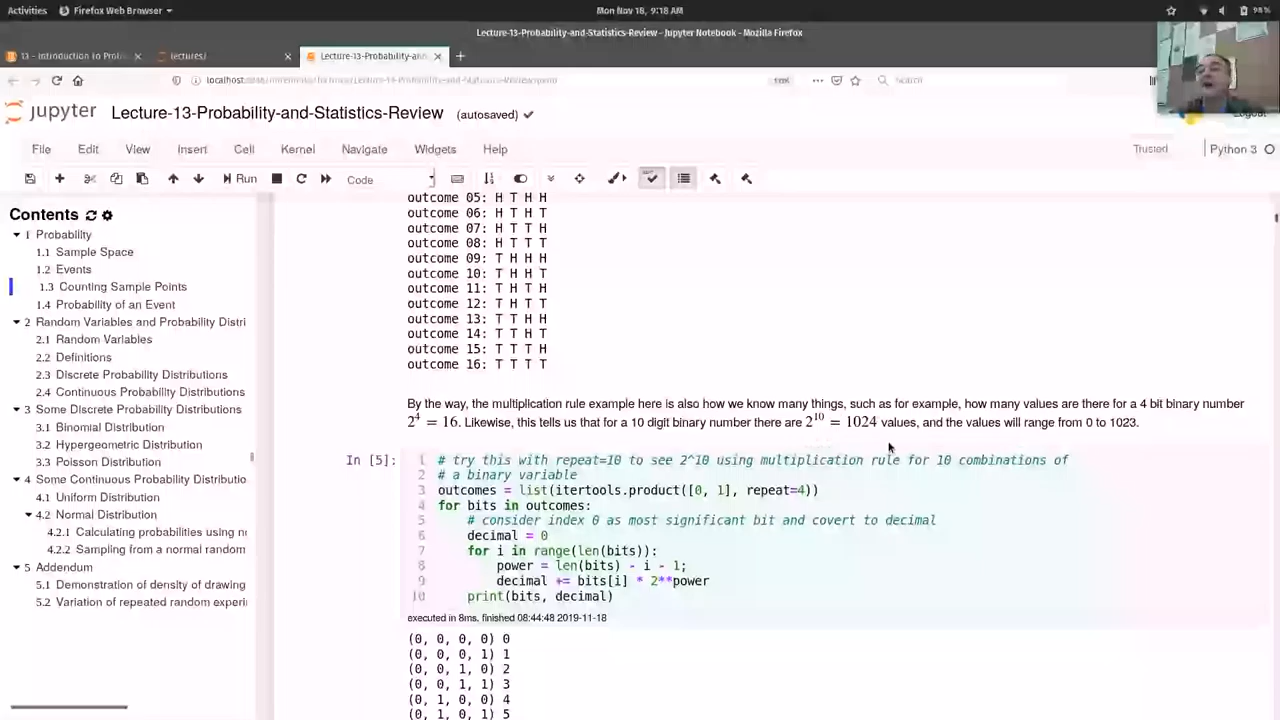 Activities Firefox Web Browser Mon Nov 18, 9:18 AM 98%
Lecture-13-Probability-and-Statistics-Review - Jupyter Notebook - Mozilla Firefox
13 - Introduction to Prob lectures/ Lecture-13-Probability-and
Search
jupyter Lecture-13-Probability-and-Statistics-Review (autosaved) Logout
File Edit View Insert Cell Kernel Navigate Widgets Help Trusted Python 3
Run Code
Contents
1 Probability
1.1 Sample Space
1.2 Events
1.3 Counting Sample Points
1.4 Probability of an Event
2 Random Variables and Probability Distri
2.1 Random Variables
2.2 Definitions
2.3 Discrete Probability Distributions
2.4 Continuous Probability Distributions
3 Some Discrete Probability Distributions
3.1 Binomial Distribution
3.2 Hypergeometric Distribution
3.3 Poisson Distribution
4 Some Continuous Probability Distributio
4.1 Uniform Distribution
4.2 Normal Distribution
4.2.1 Calculating probabilities using n
4.2.2 Sampling from a normal random
5 Addendum
5.1 Demonstration of density of drawing
5.2 Variation of repeated random experi
outcome 05: H T H H
outcome 06: H T H T
outcome 07: H T T H
outcome 08: H T T T
outcome 09: T H H H
outcome 10: T H H T
outcome 11: T H T H
outcome 12: T H T T
outcome 13: T T H H
outcome 14: T T H T
outcome 15: T T T H
outcome 16: T T T T
By the way, the multiplication rule example here is also how we know many things, such as for example, how many values are there for a 4 bit binary number
2^4 = 16. Likewise, this tells us that for a 10 digit binary number there are 2^10 = 1024 values, and the values will range from 0 to 1023.
In [5]:
1 # try this with repeat=10 to see 2^10 using multiplication rule for 10 combinations of
2 # a binary variable
3 outcomes = list(itertools.product([0, 1], repeat=4))
4 for bits in outcomes:
5 # consider index 0 as most significant bit and covert to decimal
6 decimal = 0
7 for i in range(len(bits)):
8 power = len(bits) - i - 1;
9 decimal += bits[i] * 2**power
10 print(bits, decimal)
executed in 8ms, finished 08:44:48 2019-11-18
(0, 0, 0, 0) 0
(0, 0, 0, 1) 1
(0, 0, 1, 0) 2
(0, 0, 1, 1) 3
(0, 1, 0, 0) 4
(0, 1, 0, 1) 5